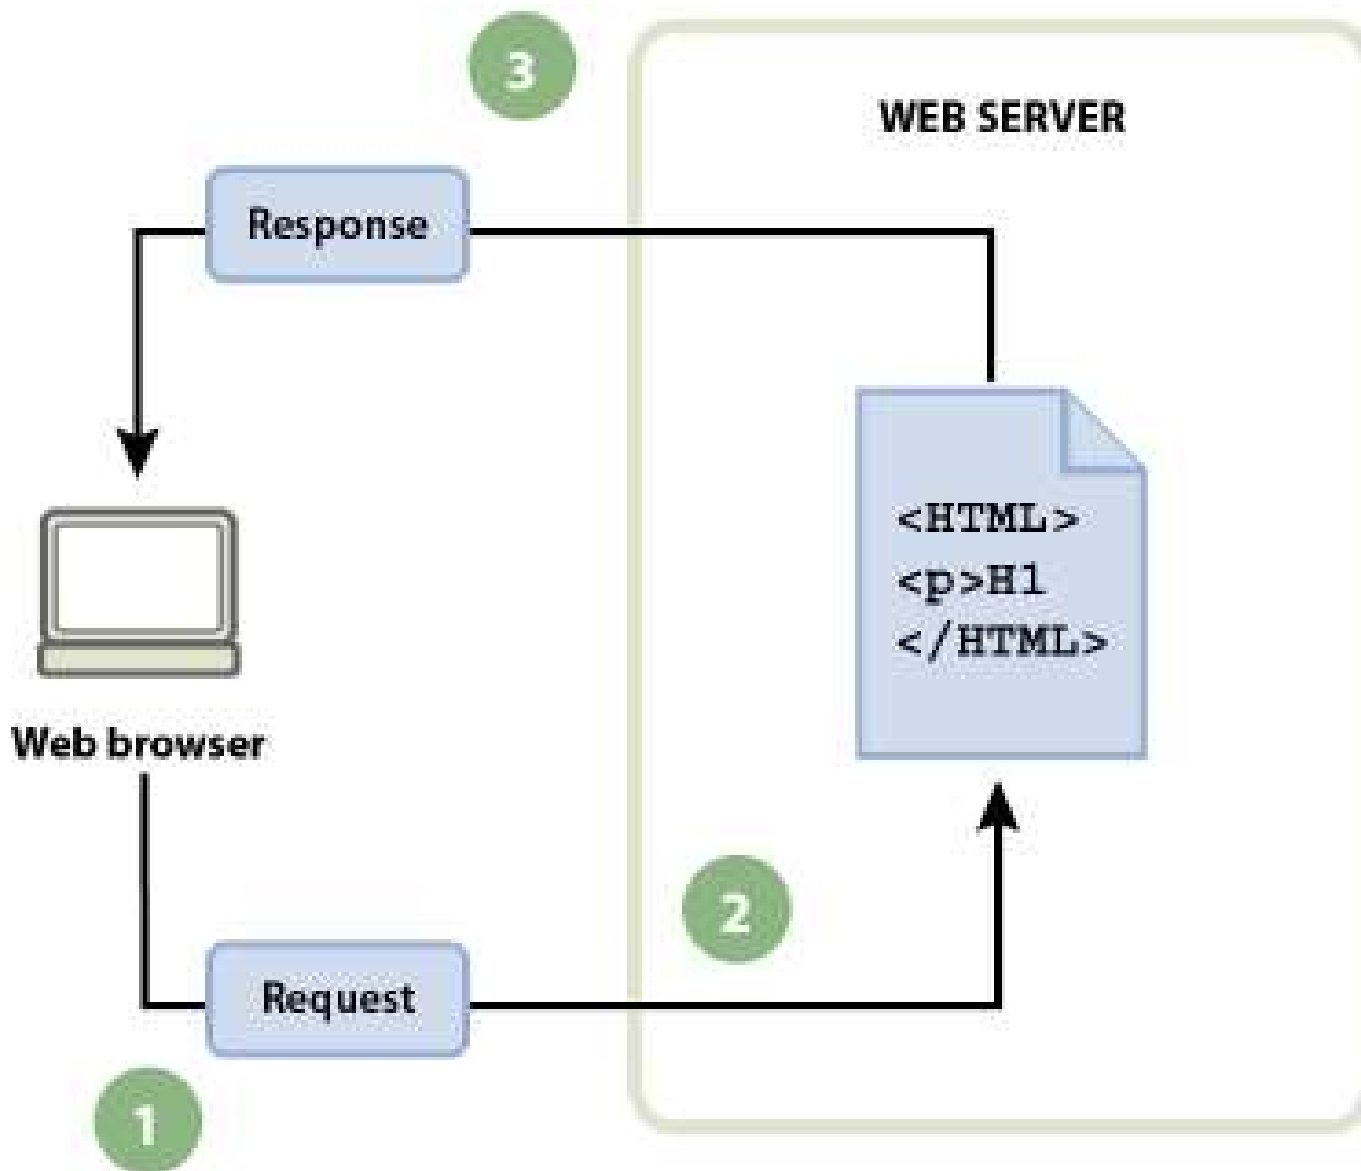 3
WEB SERVER
Response
<HTML>
<p>H1
</HTML>
Web browser
2
Request
1